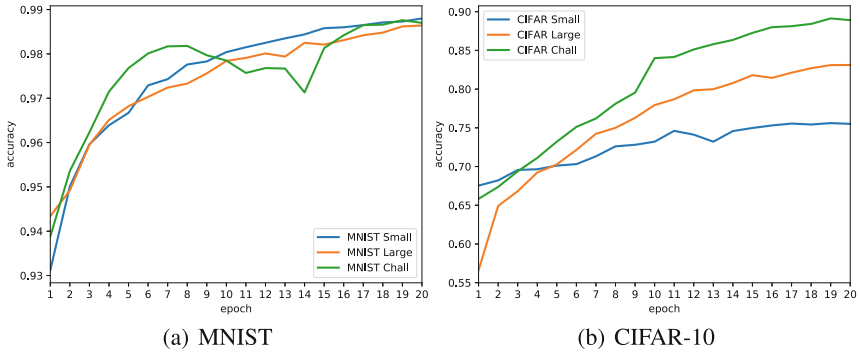 0.99
0.98
0.97
0.96
0.95
0.94
0.93
accuracy
MNIST Small
MNIST Large
MNIST Chall
1 2 3 4 5 6 7 8 9 10 11 12 13 14 15 16 17 18 19 20
epoch
(a) MNIST
0.90
0.85
0.80
0.75
0.70
0.65
0.60
0.55
accuracy
CIFAR Small
CIFAR Large
CIFAR Chall
1 2 3 4 5 6 7 8 9 10 11 12 13 14 15 16 17 18 19 20
epoch
(b) CIFAR-10